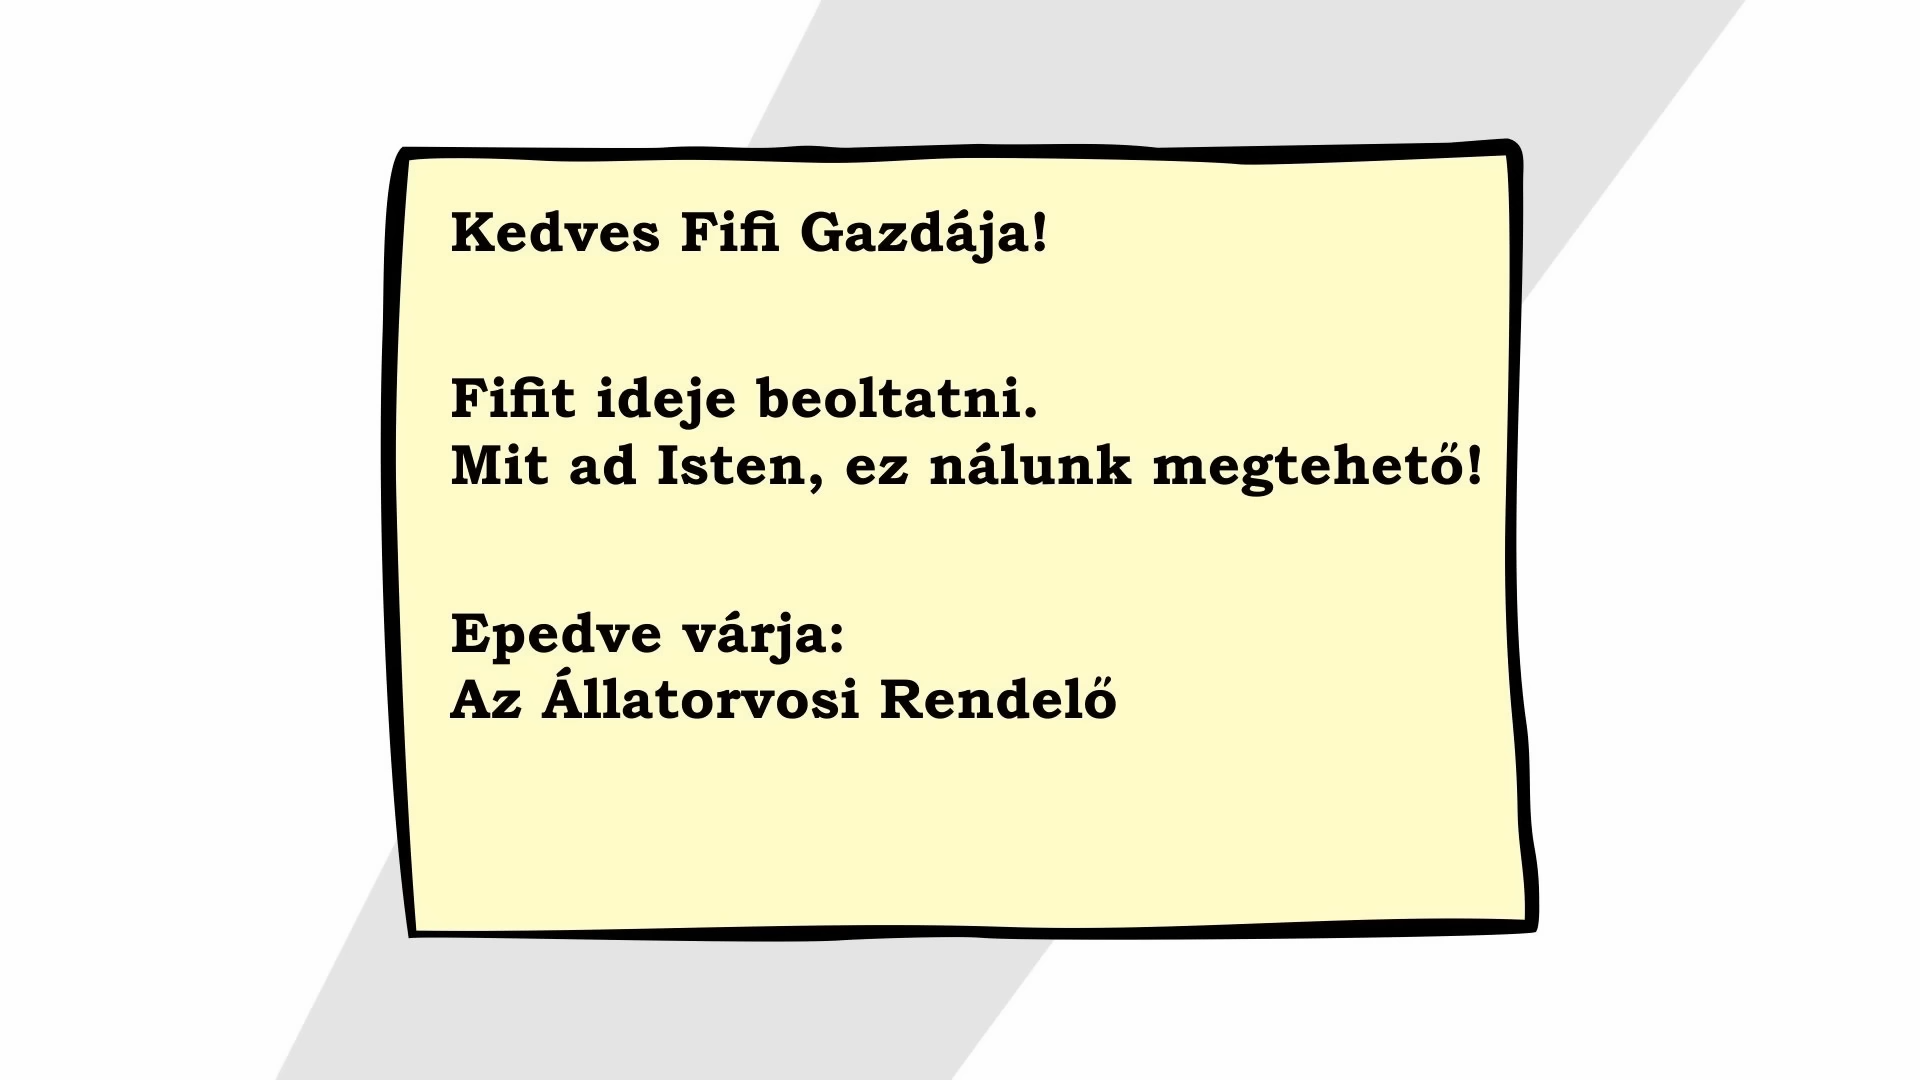 Kedves Fifi Gazdája!
Fifit ideje beoltatni.
Mit ad Isten, ez nálunk megtehető!
Epedve várja:
Az Állatorvosi Rendelő